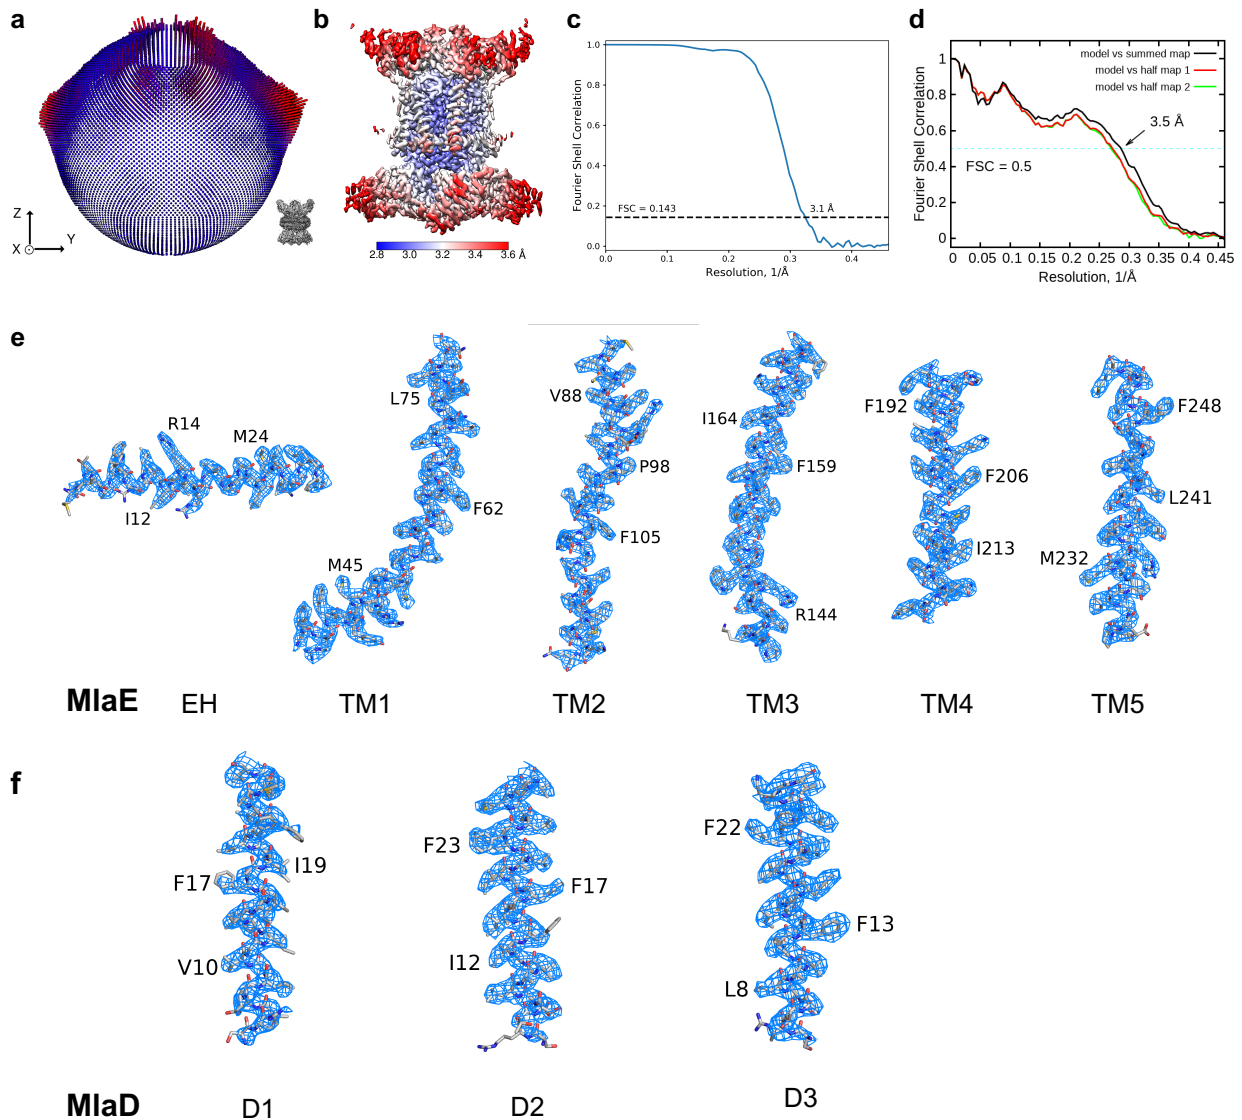 a
Z
X
Y
b
2.8 3.0 3.2 3.4 3.6 Å
c
Fourier Shell Correlation
1.0
0.8
0.6
0.4
0.2
0.0
FSC = 0.143
3.1 Å
0.0 0.1 0.2 0.3 0.4
Resolution, 1/Å
d
Fourier Shell Correlation
1
0.8
0.6
0.4
0.2
0
model vs summed map
model vs half map 1
model vs half map 2
3.5 Å
FSC = 0.5
0 0.05 0.1 0.15 0.2 0.25 0.3 0.35 0.4 0.45
Resolution, 1/Å
e
R14
M24
I12
L75
F62
M45
V88
P98
F105
I164
F159
R144
F192
F206
I213
F248
L241
M232
MlaE EH TM1 TM2 TM3 TM4 TM5
f
I19
F17
V10
F23
F17
I12
F22
F13
L8
MlaD D1 D2 D3